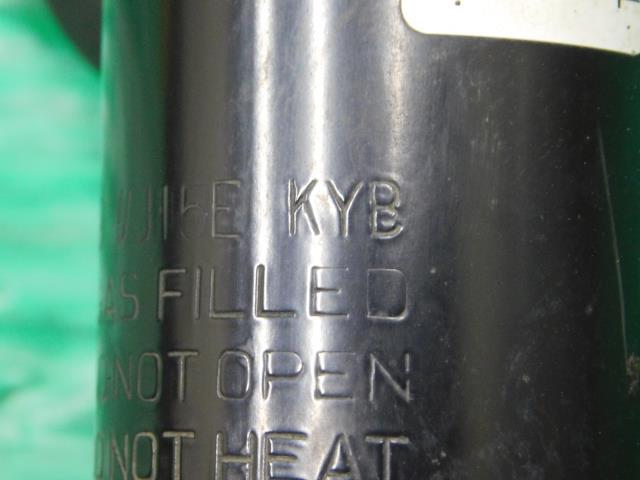 KYB
AS FILLED
NOT OPEN
NOT HEAT